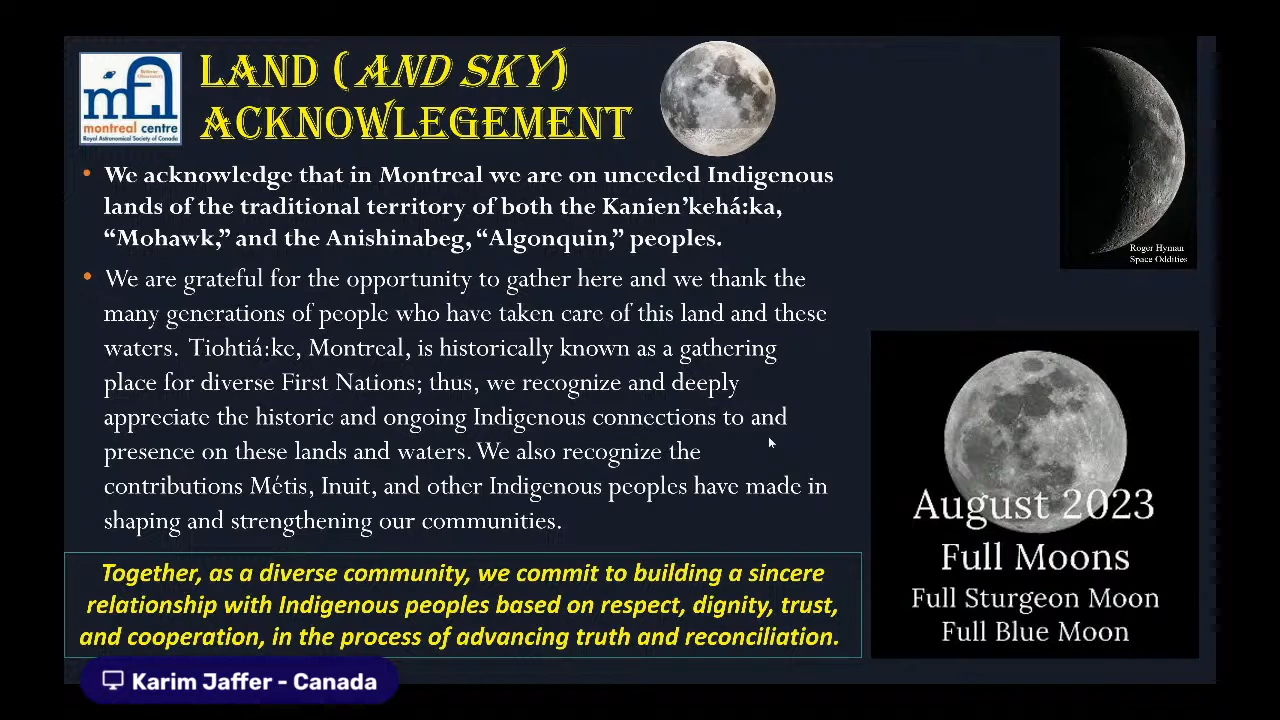 LAND (AND SKY)
ACKNOWLEGEMENT
montreal centre
Royal Astronomical Society of Canada
• We acknowledge that in Montreal we are on unceded Indigenous
lands of the traditional territory of both the Kanien’kehá:ka,
“Mohawk,” and the Anishinabeg, “Algonquin,” peoples.
• We are grateful for the opportunity to gather here and we thank the
many generations of people who have taken care of this land and these
waters. Tiohtiá:ke, Montreal, is historically known as a gathering
place for diverse First Nations; thus, we recognize and deeply
appreciate the historic and ongoing Indigenous connections to and
presence on these lands and waters. We also recognize the
contributions Métis, Inuit, and other Indigenous peoples have made in
shaping and strengthening our communities.
Together, as a diverse community, we commit to building a sincere
relationship with Indigenous peoples based on respect, dignity, trust,
and cooperation, in the process of advancing truth and reconciliation.
Roger Hyman
Space Oddities
August 2023
Full Moons
Full Sturgeon Moon
Full Blue Moon
Karim Jaffer - Canada